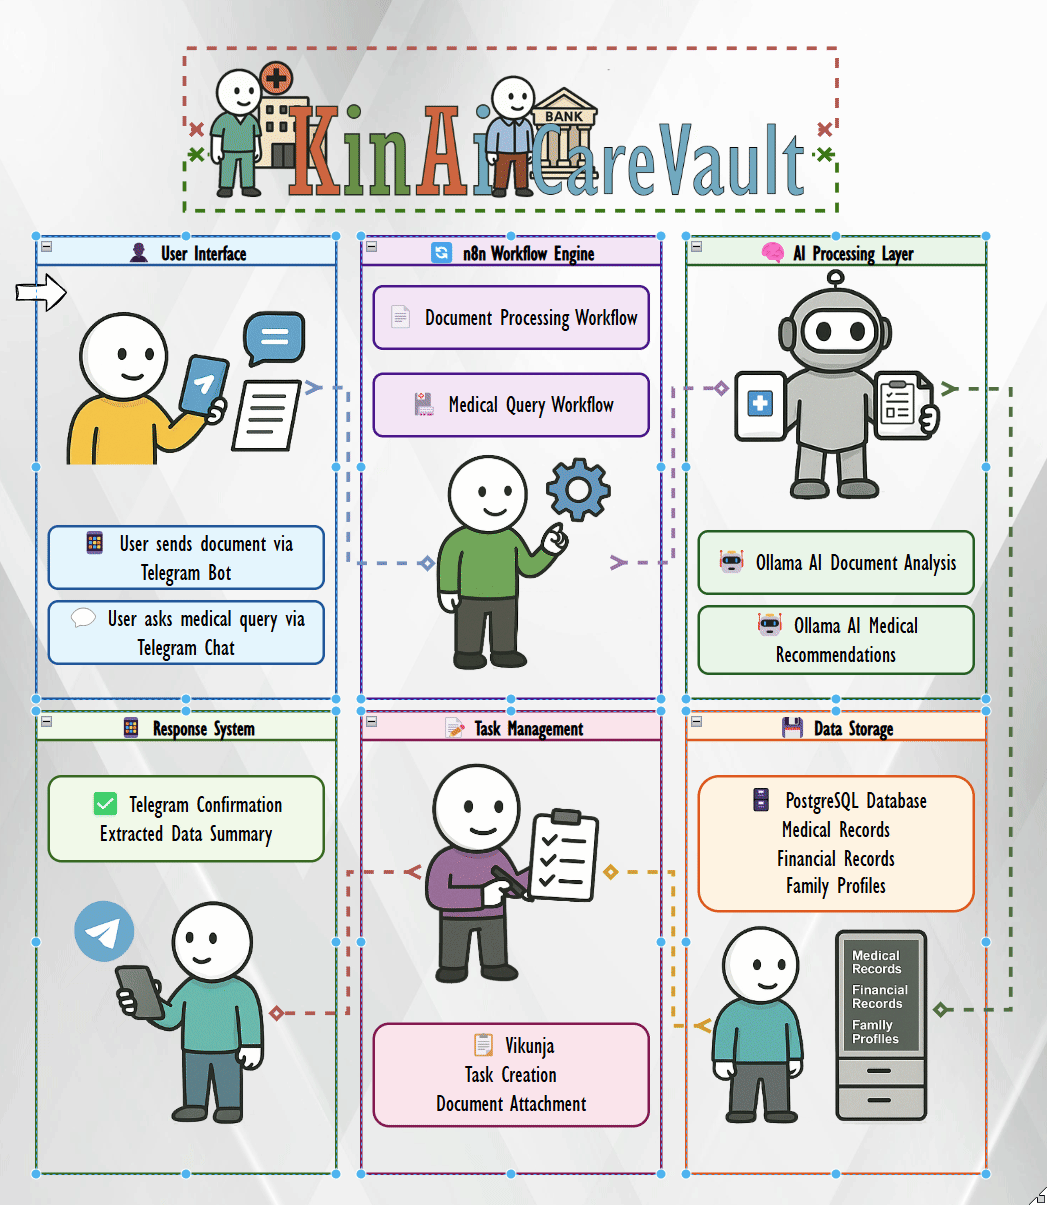 BANK
KinAi CareVault
User Interface
n8n Workflow Engine
AI Processing Layer
Document Processing Workflow
Medical Query Workflow
User sends document via
Telegram Bot
User asks medical query via
Telegram Chat
Ollama AI Document Analysis
Ollama AI Medical
Recommendations
Response System
Task Management
Data Storage
Telegram Confirmation
Extracted Data Summary
PostgreSQL Database
Medical Records
Financial Records
Family Profiles
Medical
Records
Financial
Records
Family
Profiles
Vikunja
Task Creation
Document Attachment